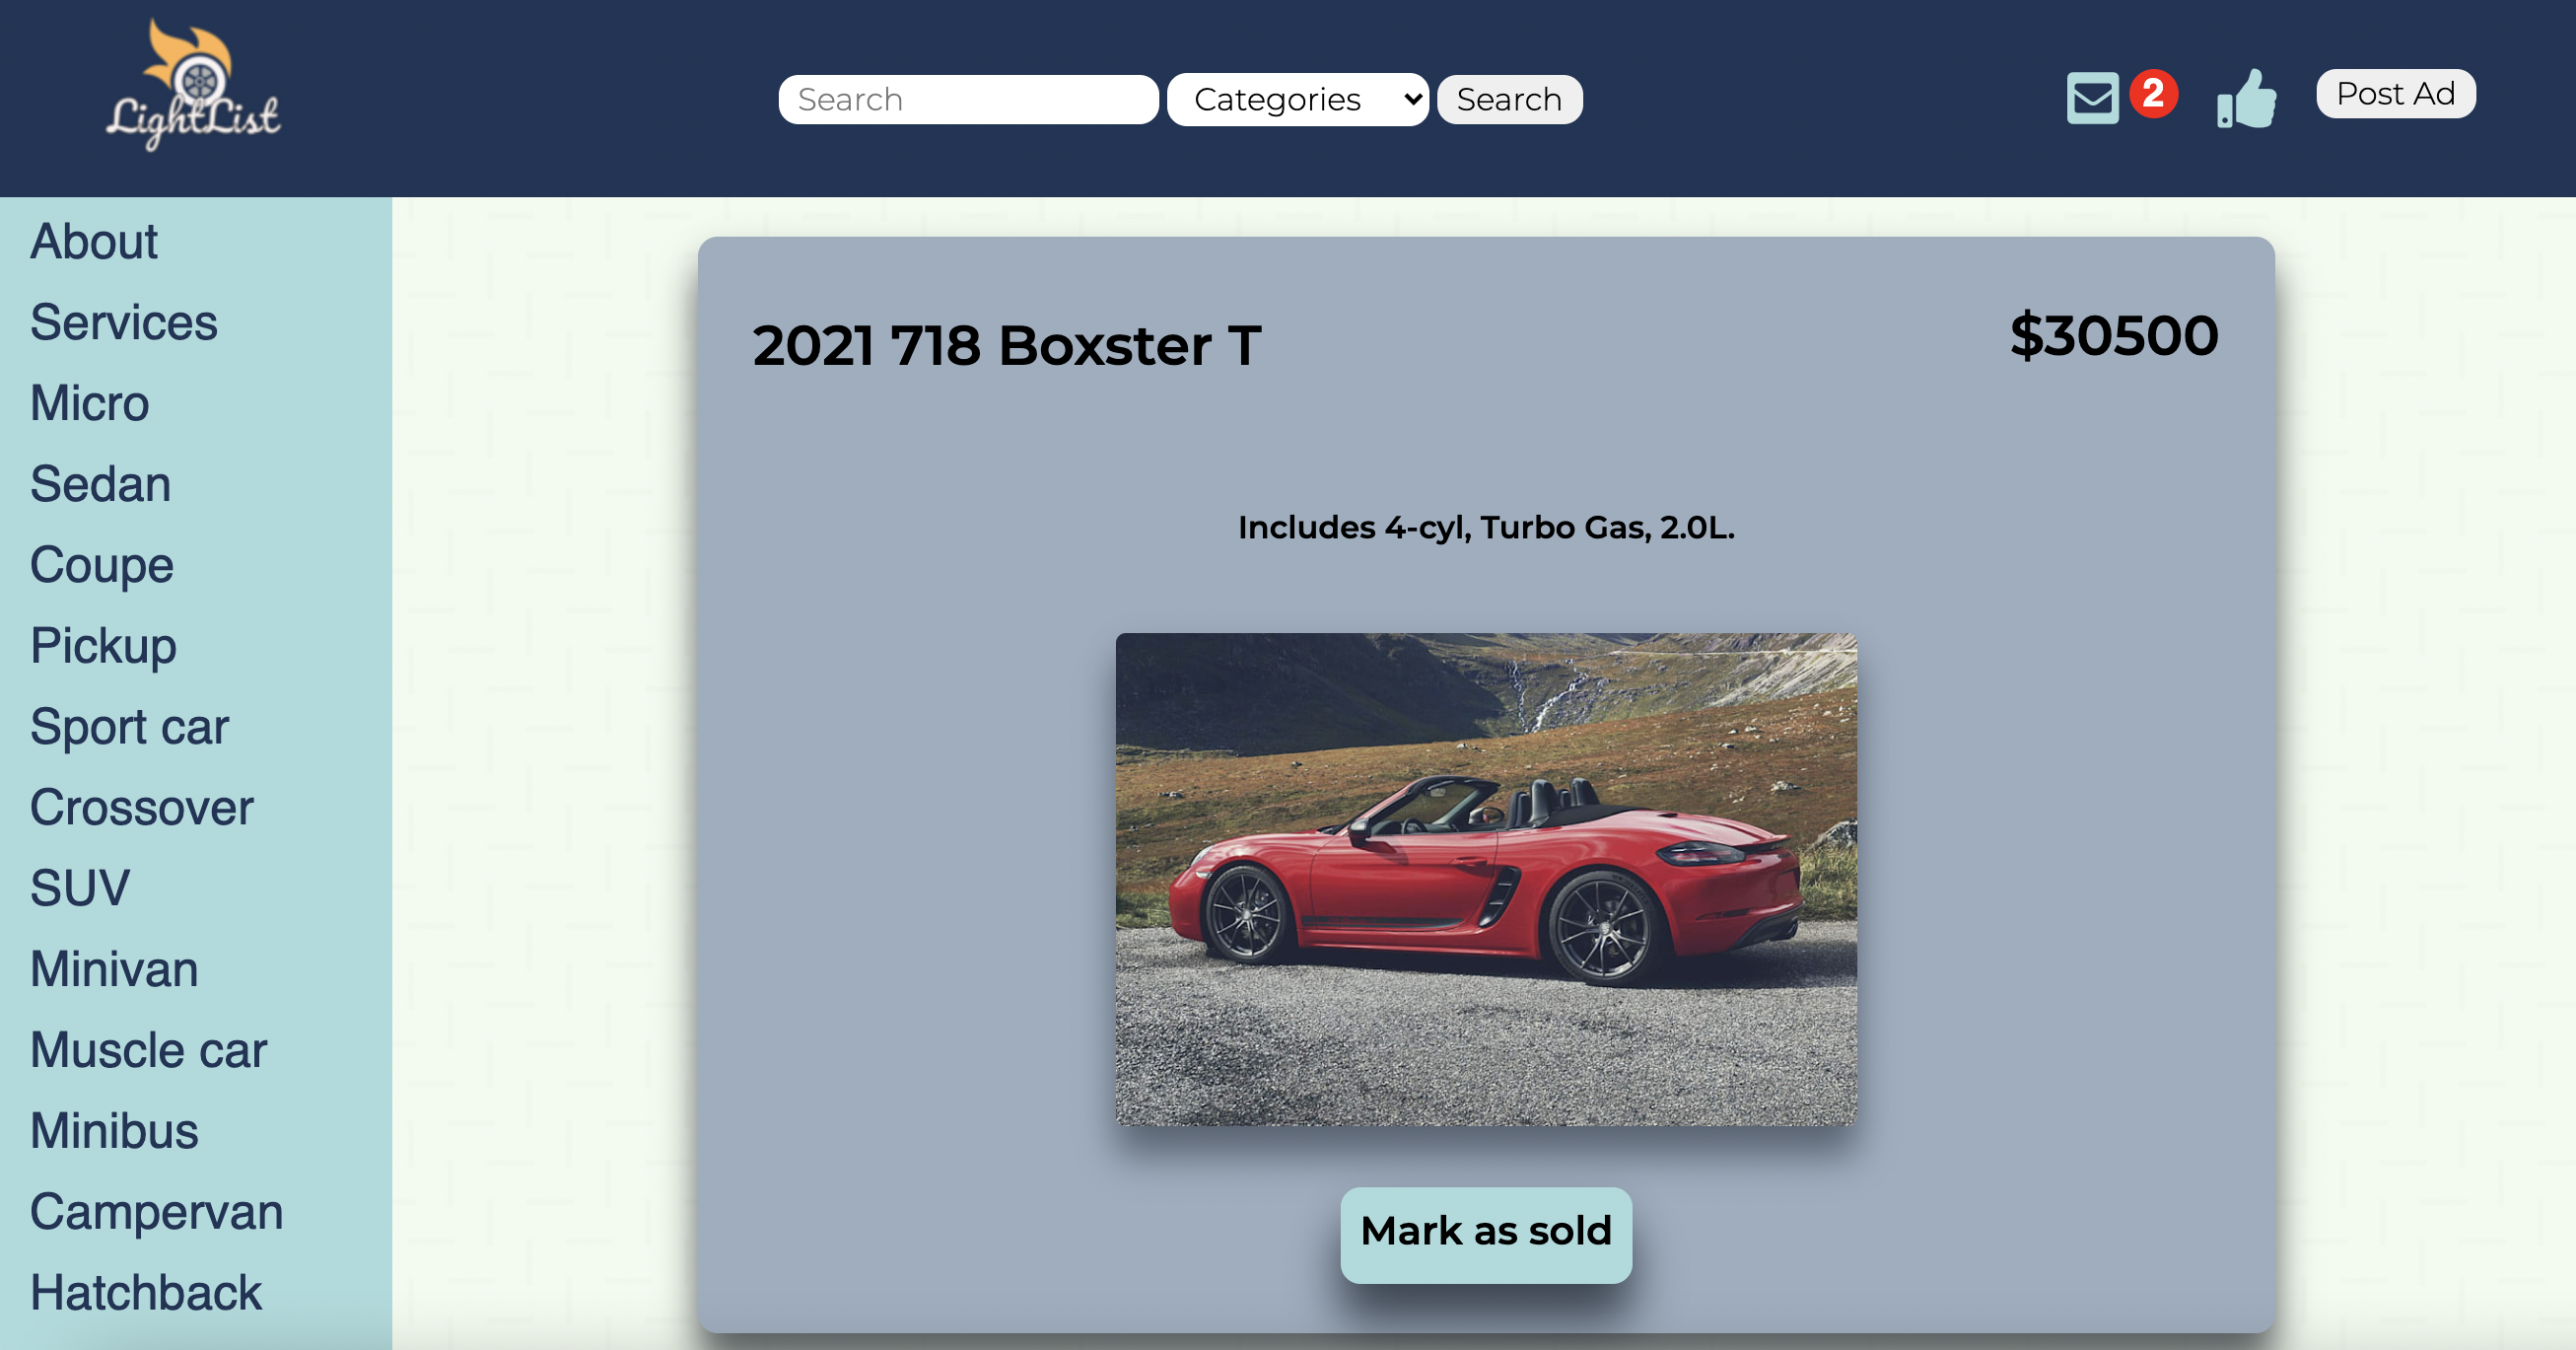 LightList
Search
Categories
Search
2
Post Ad
About
Services
Micro
Sedan
Coupe
Pickup
Sport car
Crossover
SUV
Minivan
Muscle car
Minibus
Campervan
Hatchback
2021 718 Boxster T
$30500
Includes 4-cyl, Turbo Gas, 2.0L.
Mark as sold